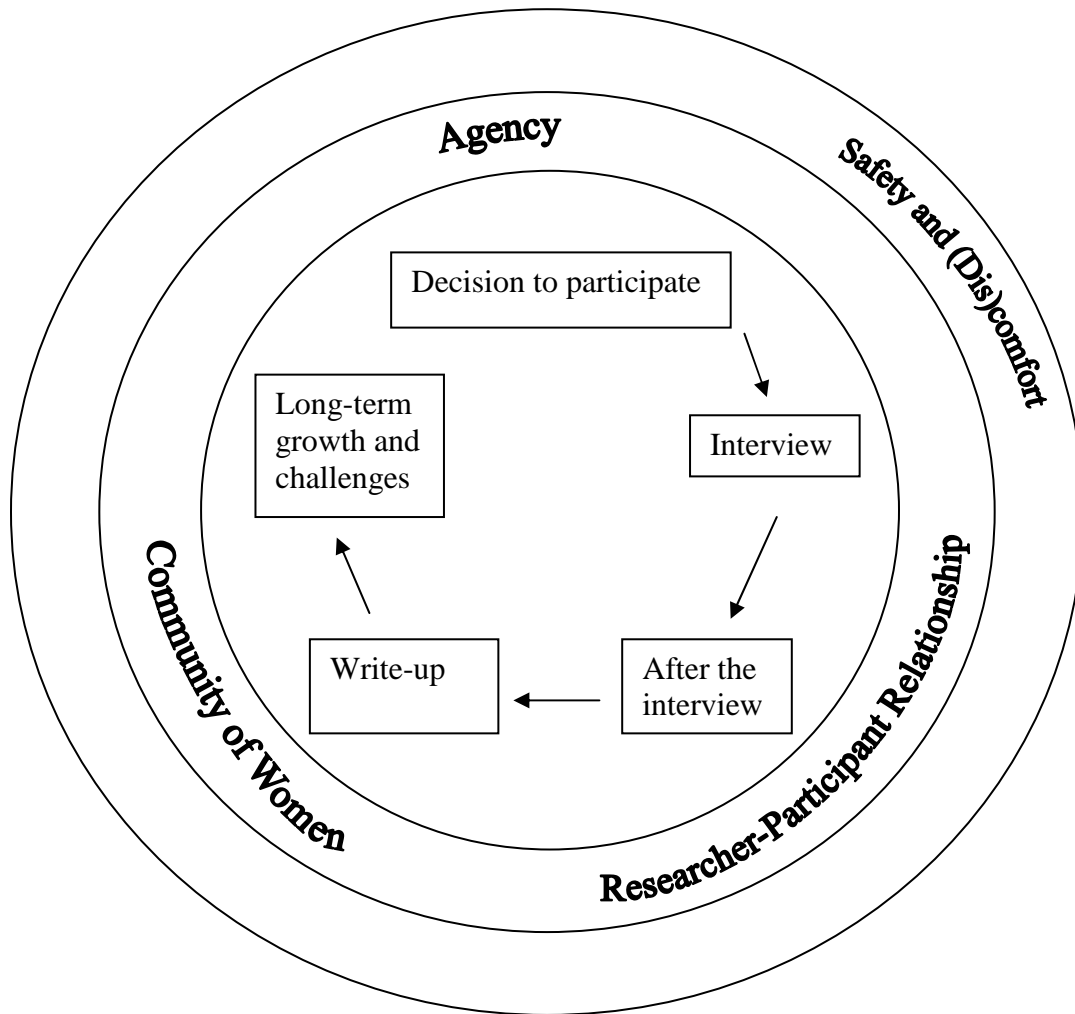 Agency
Safety and (Dis)comfort
Decision to participate
Long-term
growth and
challenges
Interview
Community of Women
Researcher-Participant Relationship
Write-up
After the
interview